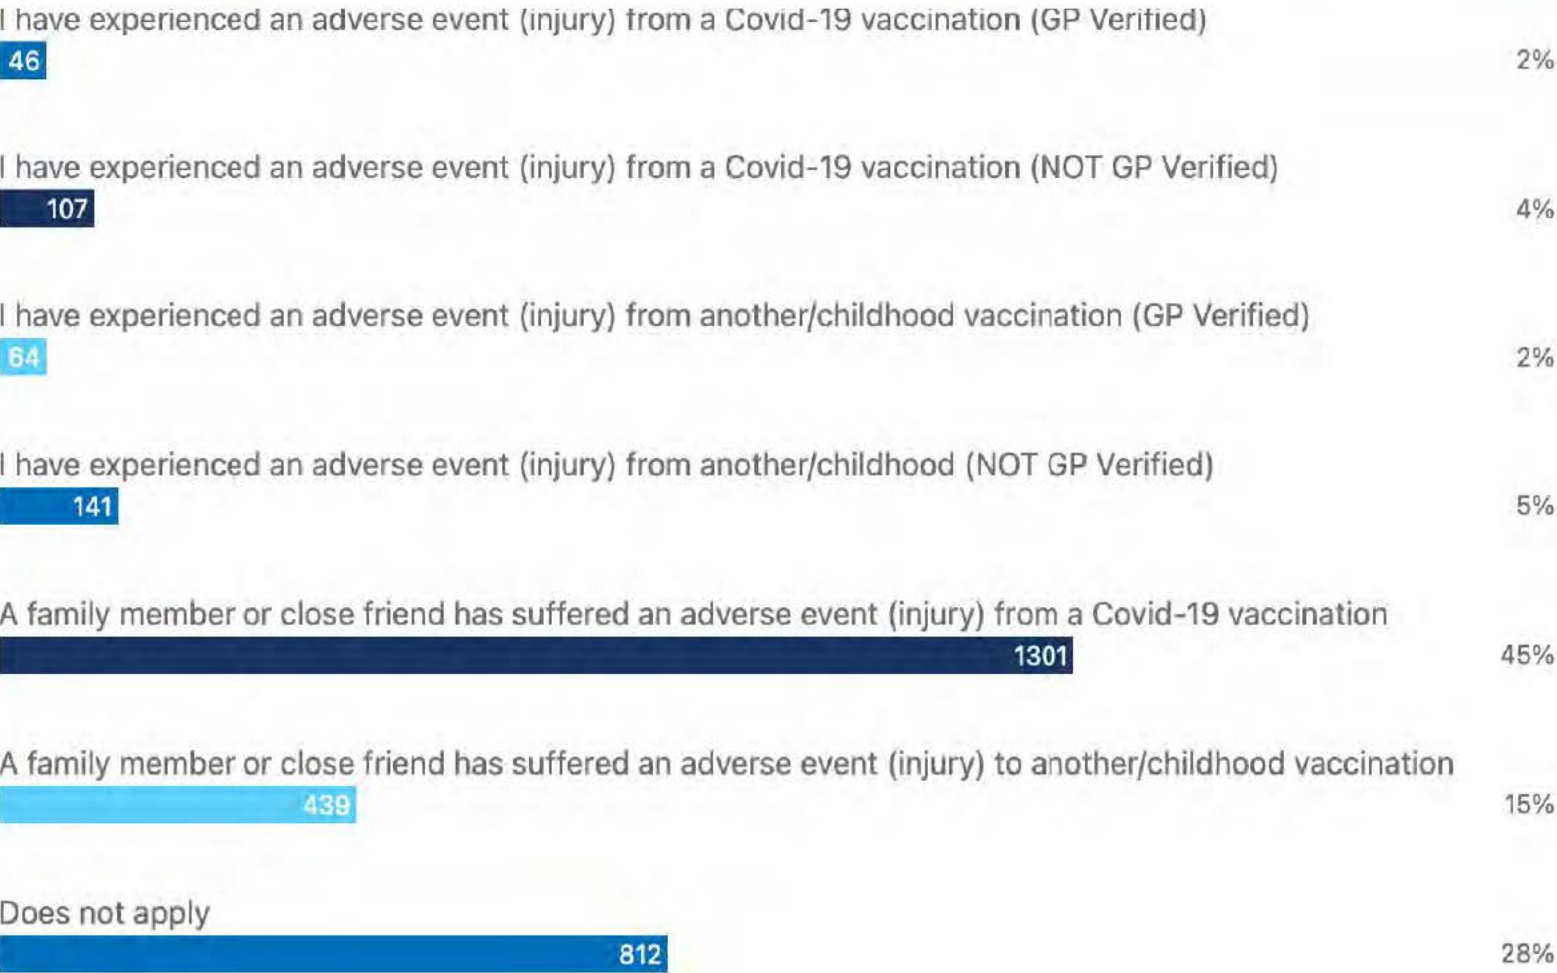 I have experienced an adverse event (injury) from a Covid-19 vaccination (GP Verified)
46 2%
I have experienced an adverse event (injury) from a Covid-19 vaccination (NOT GP Verified)
107 4%
I have experienced an adverse event (injury) from another/childhood vaccination (GP Verified)
64 2%
I have experienced an adverse event (injury) from another/childhood (NOT GP Verified)
141 5%
A family member or close friend has suffered an adverse event (injury) from a Covid-19 vaccination
1301 45%
A family member or close friend has suffered an adverse event (injury) to another/childhood vaccination
439 15%
Does not apply
812 28%